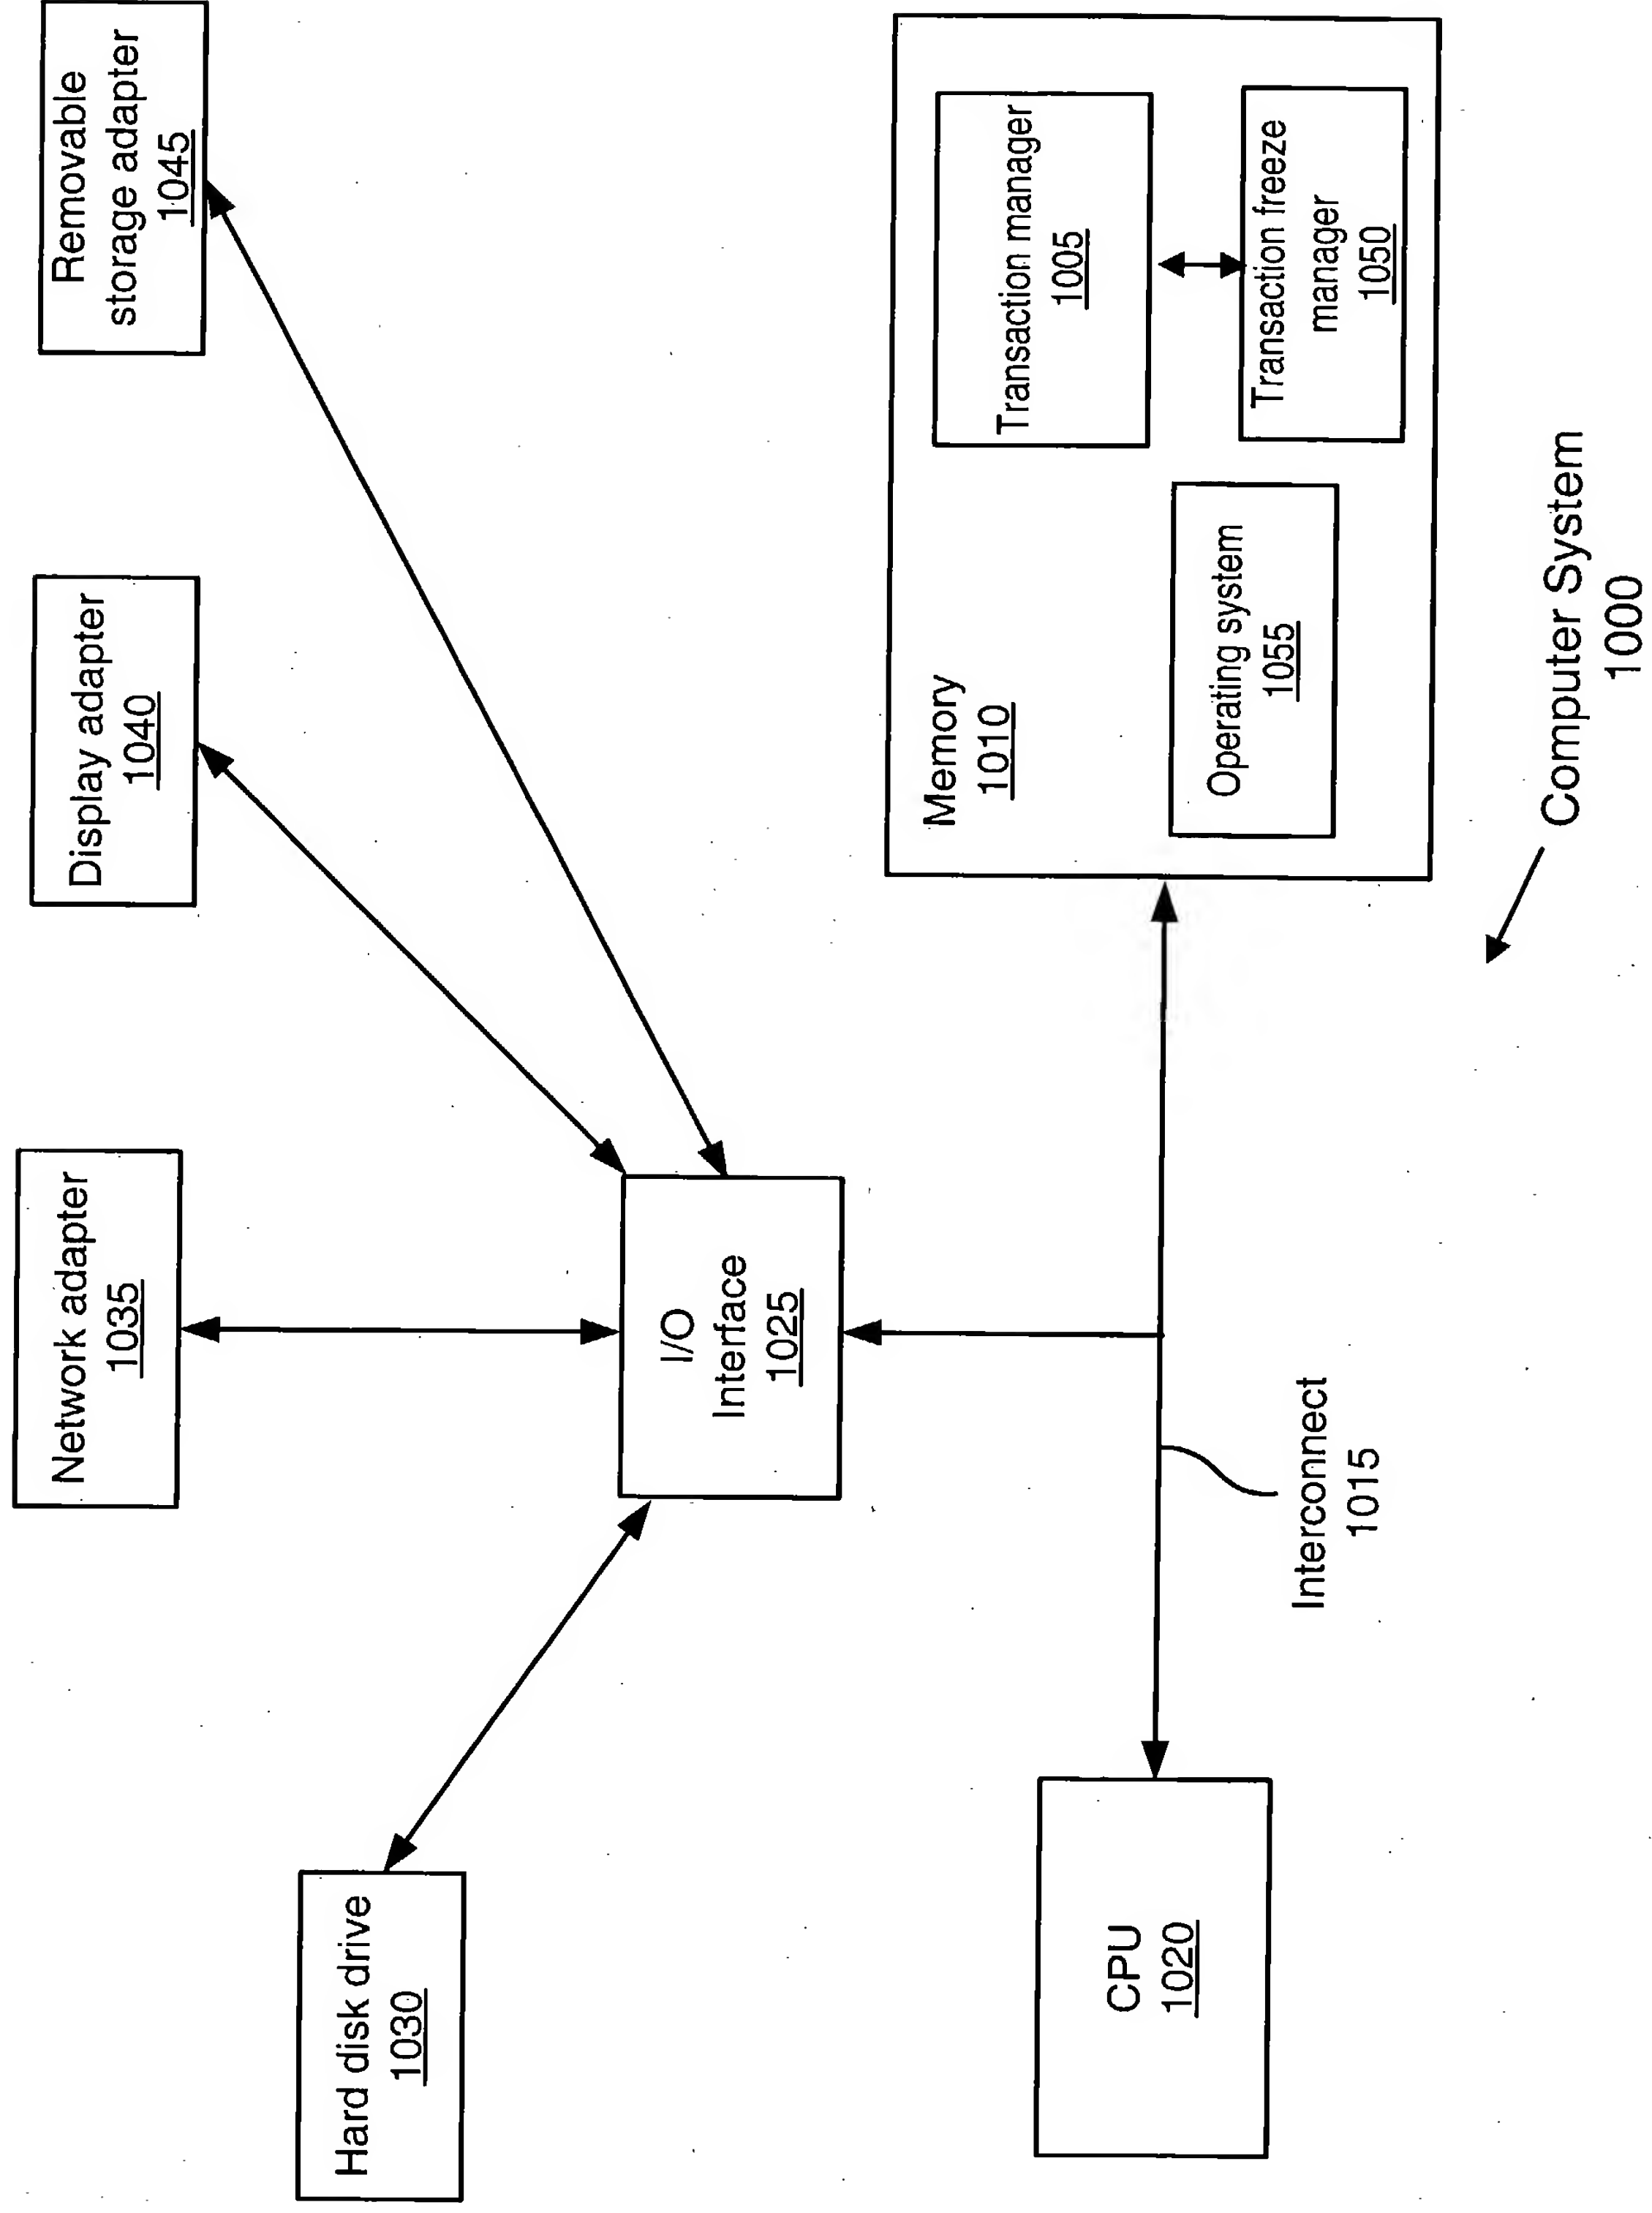 Hard disk drive
1030
Network adapter
1035
Display adapter
1040
Removable
storage adapter
1045
I/O
Interface
1025
CPU
1020
Interconnect
1015
Memory
1010
Operating system
1055
Transaction manager
1005
Transaction freeze
manager
1050
Computer System
1000